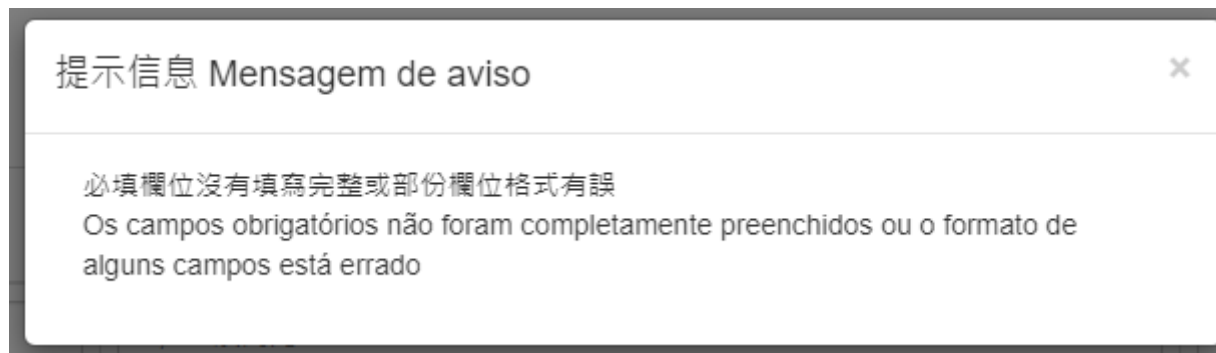 提示信息 Mensagem de aviso
×
必填欄位沒有填寫完整或部份欄位格式有誤
Os campos obrigatórios não foram completamente preenchidos ou o formato de
alguns campos está errado